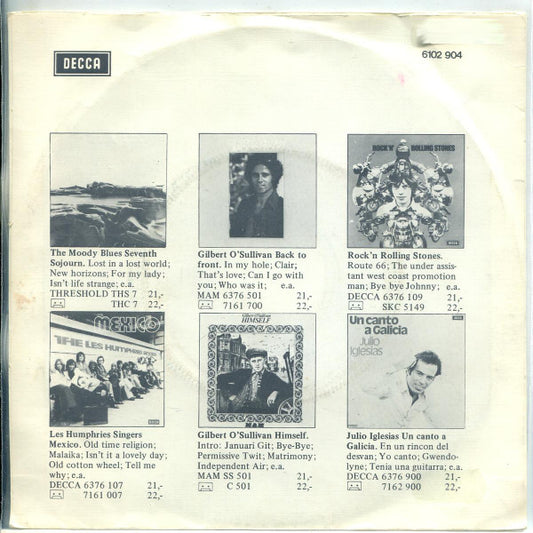 DECCA
6102 904
ROCK'N' ROLLING STONES
The Moody Blues Seventh
Sojourn. Lost in a lost world;
New horizons; For my lady;
Isn't life strange; e.a.
THRESHOLD THS 7 21,-
THC 7 22,-
Gilbert O'Sullivan Back to
front. In my hole; Clair;
That's love; Can I go with
you; Who was it; e.a.
MAM 6376 501 21,-
7161 700 22,-
Rock'n Rolling Stones.
Route 66; The under assis-
tant west coast promotion
man; Bye bye Johnny; e.a.
DECCA 6376 109 21,-
SKC 5149 22,-
MEXICO
THE LES HUMPHRIES SINGERS
Gilbert O'Sullivan
HIMSELF
MAM
Un canto
a Galicia
Julio
Iglesias
Les Humphries Singers
Mexico. Old time religion;
Malaika; Isn't it a lovely day;
Old cotton wheel; Tell me
why; e.a.
DECCA 6376 107 21,-
7161 007 22,-
Gilbert O'Sullivan Himself.
Intro: Januari Git; Bye-Bye;
Permissive Twit; Matrimony;
Independent Air; e.a.
MAM SS 501 21,-
C 501 22,-
Julio Iglesias Un canto a
Galicia. En un rincon del
desvan; Yo canto; Gwendo-
lyne; Tenia una guitarra; e.a.
DECCA 6376 900 21,-
7162 900 22,-